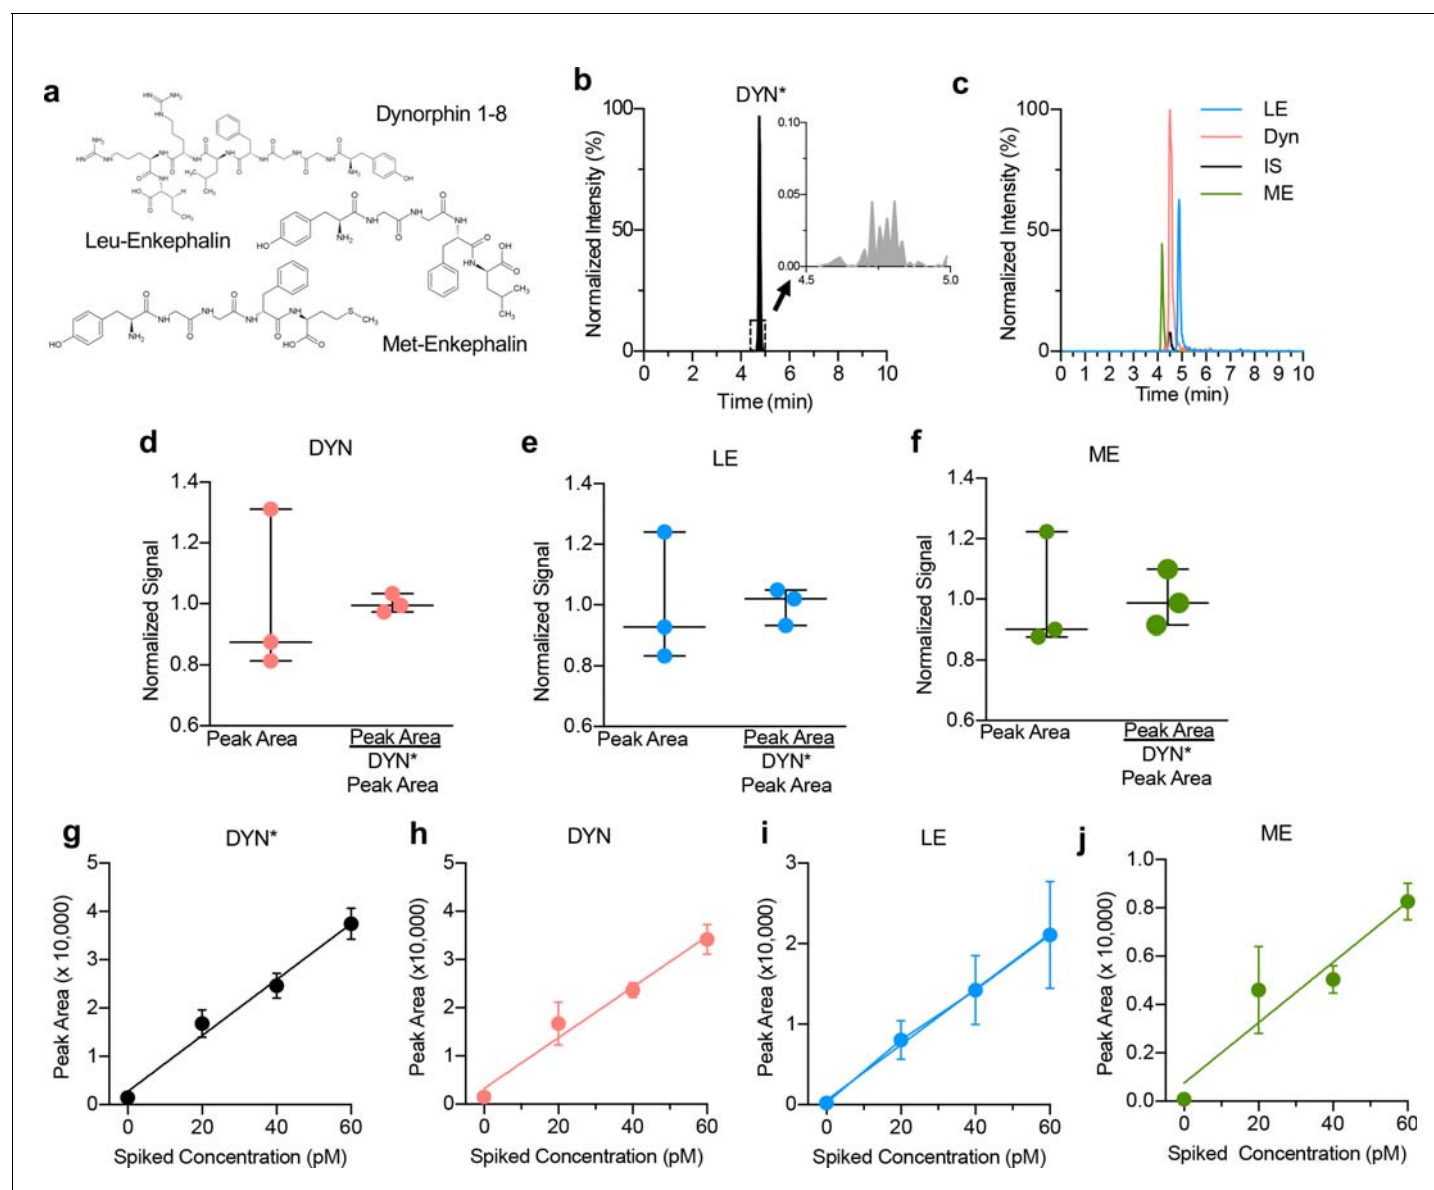 a
Dynorphin 1-8
Leu-Enkephalin
Met-Enkephalin
b
DYN*
Normalized Intensity (%)
100
50
0
0 2 4 6 8 10
Time (min)
0.10
0.05
0.00
4.5 5.0
c
Normalized Intensity (%)
100
50
0
0 1 2 3 4 5 6 7 8 9 10
Time (min)
LE
Dyn
IS
ME
d
DYN
Normalized Signal
1.4
1.2
1.0
0.8
0.6
Peak Area
Peak Area
DYN*
Peak Area
e
LE
Normalized Signal
1.4
1.2
1.0
0.8
0.6
Peak Area
Peak Area
DYN*
Peak Area
f
ME
Normalized Signal
1.4
1.2
1.0
0.8
0.6
Peak Area
Peak Area
DYN*
Peak Area
g
DYN*
Peak Area (x 10,000)
5
4
3
2
1
0
0 20 40 60
Spiked Concentration (pM)
h
DYN
Peak Area (x10,000)
5
4
3
2
1
0
0 20 40 60
Spiked Concentration (pM)
i
LE
Peak Area (x10,000)
3
2
1
0
0 20 40 60
Spiked Concentration (pM)
j
ME
Peak Area (x 10,000)
1.0
0.8
0.6
0.4
0.2
0.0
0 20 40 60
Spiked Concentration (pM)